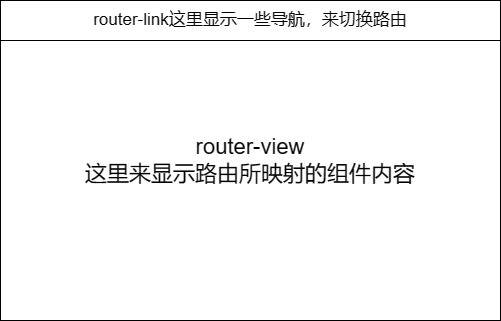 router-link这里显示一些导航，来切换路由
router-view
这里来显示路由所映射的组件内容